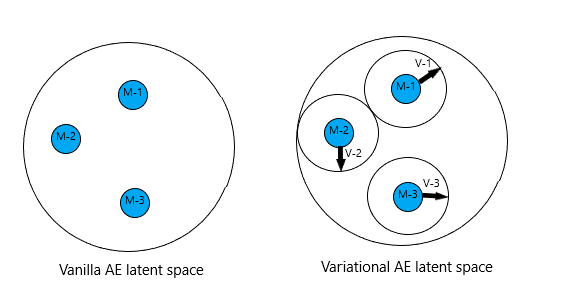 M-1
M-2
M-3
Vanilla AE latent space
V-1
M-1
M-2
V-2
V-3
M-3
Variational AE latent space